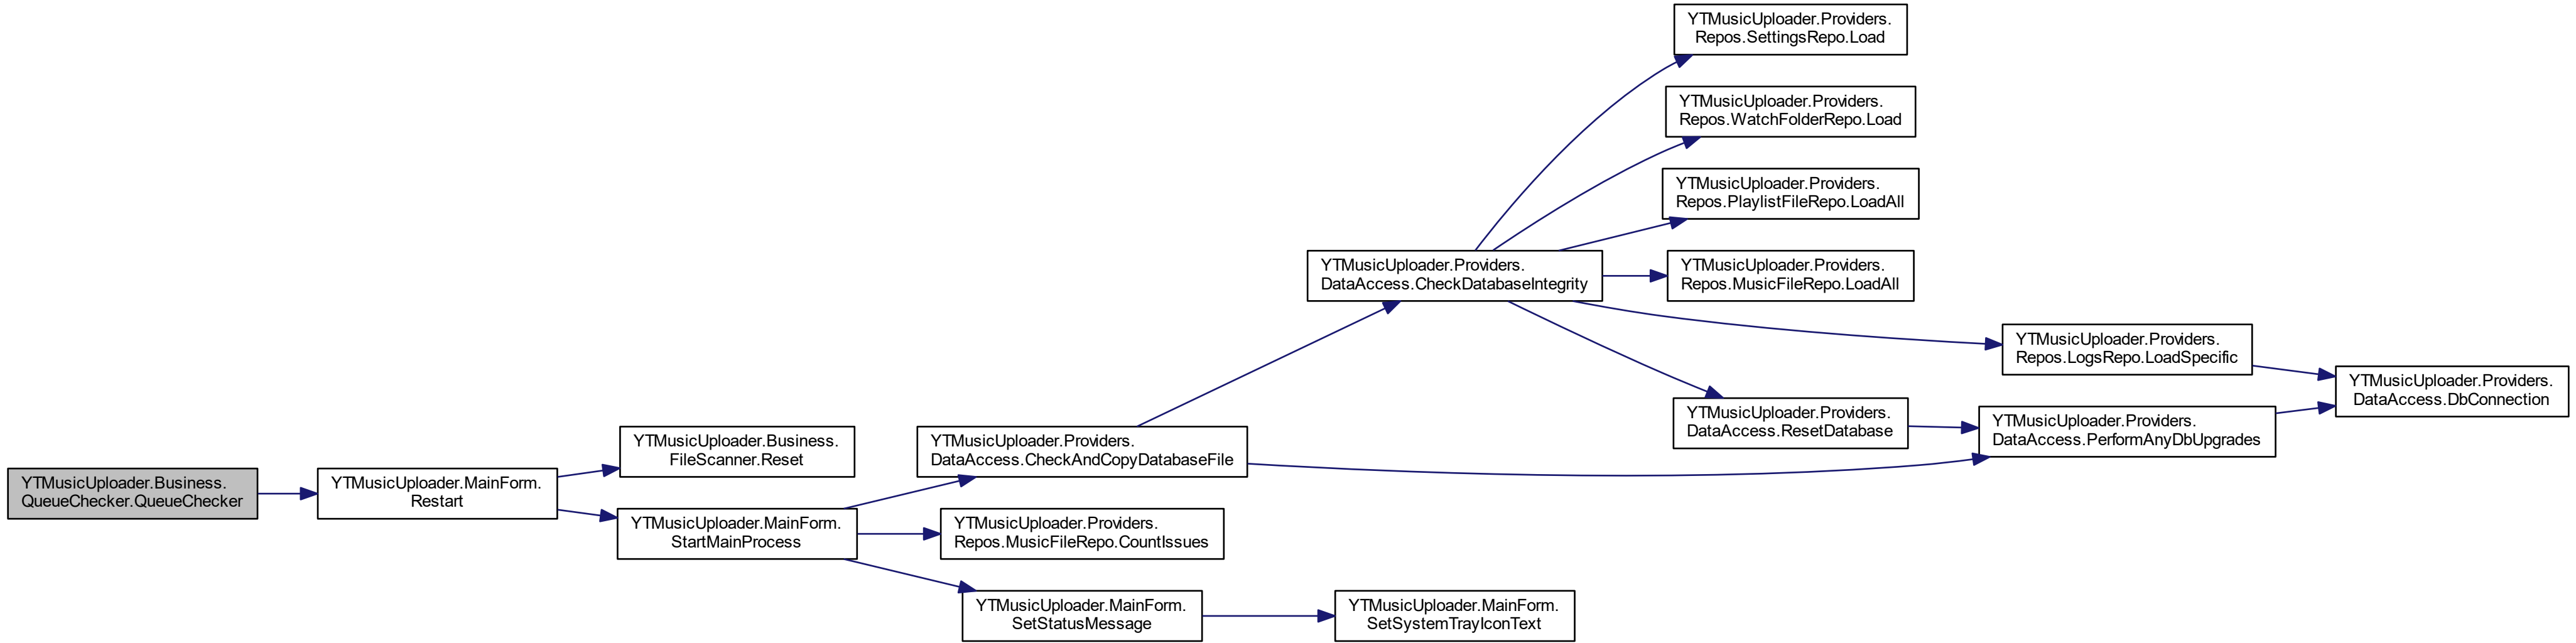 YTMusicUploader.Providers.
Repos.SettingsRepo.Load
YTMusicUploader.Providers.
Repos.WatchFolderRepo.Load
YTMusicUploader.Providers.
Repos.PlaylistFileRepo.LoadAll
YTMusicUploader.Providers.
DataAccess.CheckDatabaseIntegrity
YTMusicUploader.Providers.
Repos.MusicFileRepo.LoadAll
YTMusicUploader.Providers.
Repos.LogsRepo.LoadSpecific
YTMusicUploader.Providers.
DataAccess.DbConnection
YTMusicUploader.Providers.
DataAccess.ResetDatabase
YTMusicUploader.Providers.
DataAccess.PerformAnyDbUpgrades
YTMusicUploader.Business.
FileScanner.Reset
YTMusicUploader.Providers.
DataAccess.CheckAndCopyDatabaseFile
YTMusicUploader.Business.
QueueChecker.QueueChecker
YTMusicUploader.MainForm.
Restart
YTMusicUploader.MainForm.
StartMainProcess
YTMusicUploader.Providers.
Repos.MusicFileRepo.CountIssues
YTMusicUploader.MainForm.
SetStatusMessage
YTMusicUploader.MainForm.
SetSystemTrayIconText